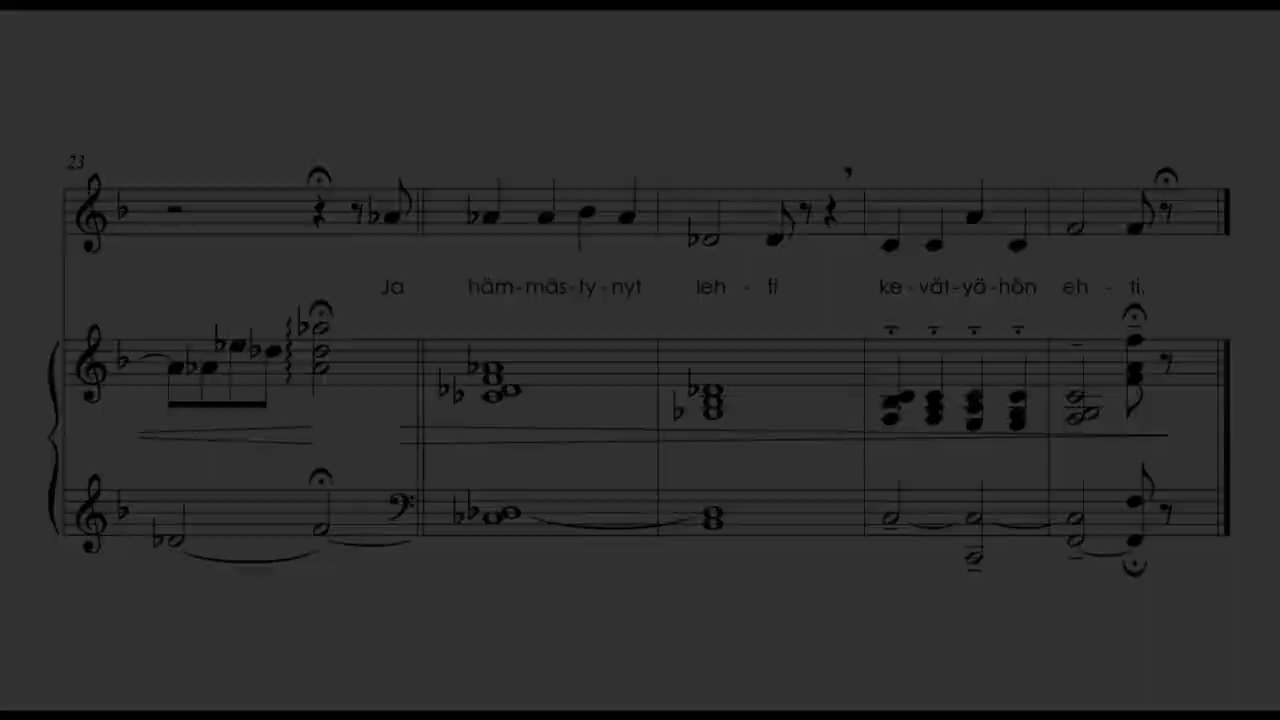 23
Ja häm-mäs-ty-nyt leh - ti ke-vät-yö-hön eh - ti.